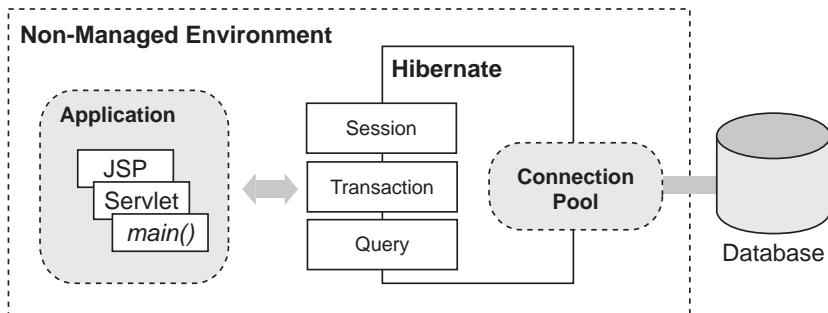 Non-Managed Environment
Hibernate
Application
JSP
Servlet
main()
Session
Transaction
Query
Connection
Pool
Database